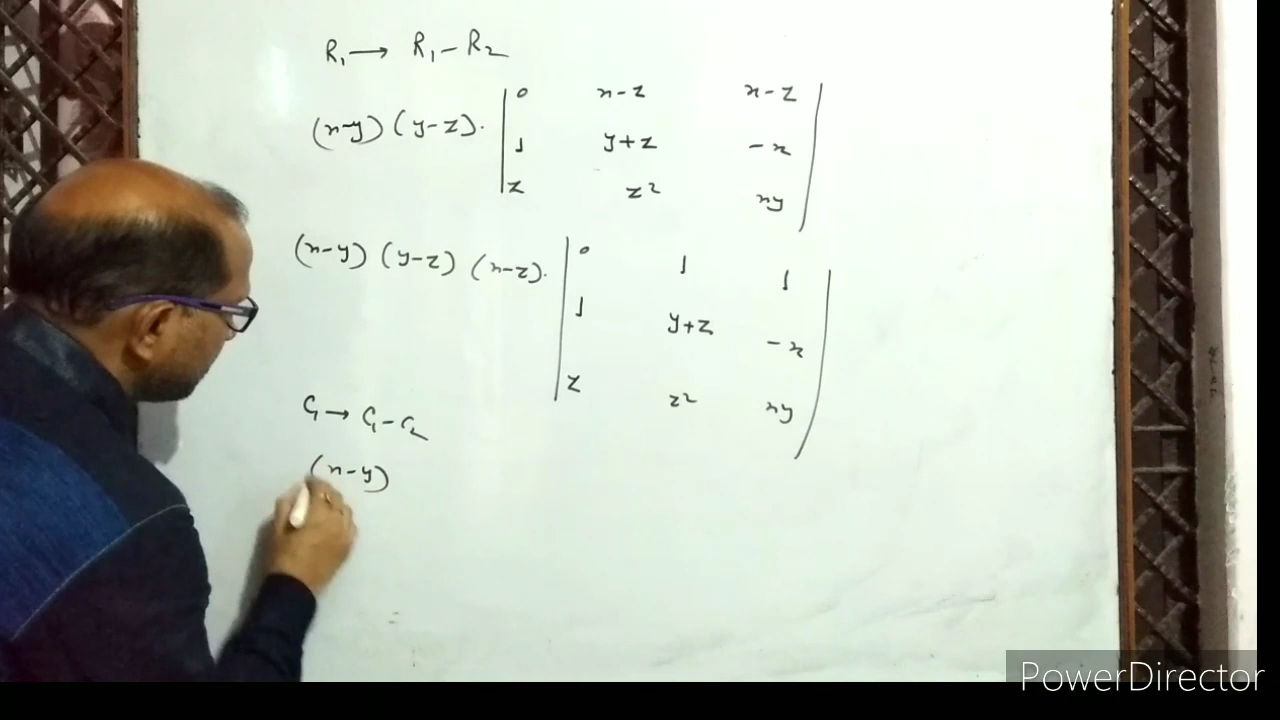 R₁ → R₁ - R₂
0 x-z x-z
(x-y) (y-z).
1 y+z -x
z z² xy
(x-y) (y-z) (x-z). 0 1 1
1 y+z -x
z z² xy
C₁ → C₁ - C₂
(x-y)
PowerDirector